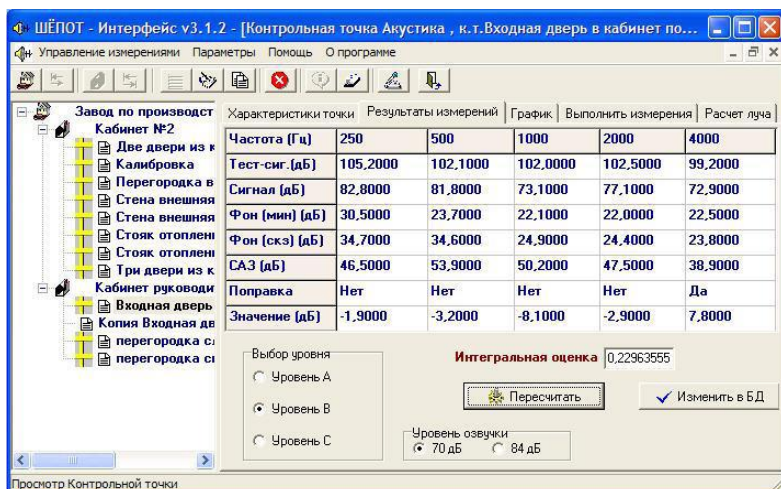 ШЁПОТ - Интерфейс v3.1.2 - [Контрольная точка Акустика , к.т.Входная дверь в кабинет по...
Управление измерениями Параметры Помощь О программе
Завод по производст
Кабинет №2
Две двери из к
Калибровка
Перегородка в
Стена внешняя
Стена внешняя
Стояк отоплен
Стояк отоплен
Три двери из к
Кабинет руководи
Входная дверь
Копия Входная дв
перегородка сл
перегородка сп
Характеристики точки Результаты измерений График Выполнить измерения Расчет луча
Частота (Гц) 250 500 1000 2000 4000
Тест-сиг.(дБ) 105,2000 102,1000 102,0000 102,5000 99,2000
Сигнал (дБ) 82,8000 81,8000 73,1000 77,1000 72,9000
Фон (мин) (дБ) 30,5000 23,7000 22,1000 22,0000 22,5000
Фон (скз) (дБ) 34,7000 34,6000 24,9000 24,4000 23,8000
САЗ (дБ) 46,5000 53,9000 50,2000 47,5000 38,9000
Поправка Нет Нет Нет Нет Да
Значение (дБ) -1,9000 -3,2000 -8,1000 -2,9000 7,8000
Выбор уровня
Уровень А
Уровень В
Уровень С
Интегральная оценка 0,22963555
Пересчитать Изменить в БД
Уровень озвучки
70 дБ 84 дБ
Просмотр Контрольной точки